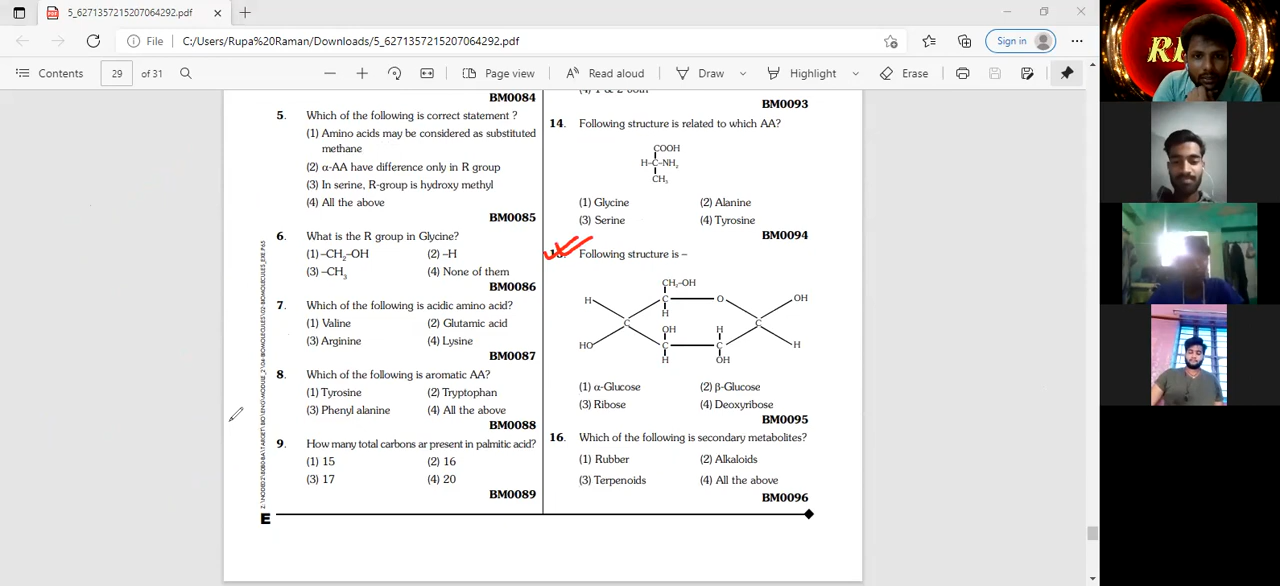 5_6271357215207064292.pdf
File
C:/Users/Rupa%20Raman/Downloads/5_6271357215207064292.pdf
Sign in
Contents
29
of 31
Page view
Read aloud
Draw
Highlight
Erase
BM0084
5. Which of the following is correct statement ?
(1) Amino acids may be considered as substituted
methane
(2) α-AA have difference only in R group
(3) In serine, R-group is hydroxy methyl
(4) All the above
BM0085
6. What is the R group in Glycine?
(1) –CH2–OH (2) –H
(3) –CH3 (4) None of them
BM0086
7. Which of the following is acidic amino acid?
(1) Valine (2) Glutamic acid
(3) Arginine (4) Lysine
BM0087
8. Which of the following is aromatic AA?
(1) Tyrosine (2) Tryptophan
(3) Phenyl alanine (4) All the above
BM0088
9. How many total carbons ar present in palmitic acid?
(1) 15 (2) 16
(3) 17 (4) 20
BM0089
E
BM0093
14. Following structure is related to which AA?
COOH
H–C–NH2
CH3
(1) Glycine (2) Alanine
(3) Serine (4) Tyrosine
BM0094
Following structure is –
CH2–OH
H C O OH
H
C OH H C
HO C C H
H OH
(1) α-Glucose (2) β-Glucose
(3) Ribose (4) Deoxyribose
BM0095
16. Which of the following is secondary metabolites?
(1) Rubber (2) Alkaloids
(3) Terpenoids (4) All the above
BM0096